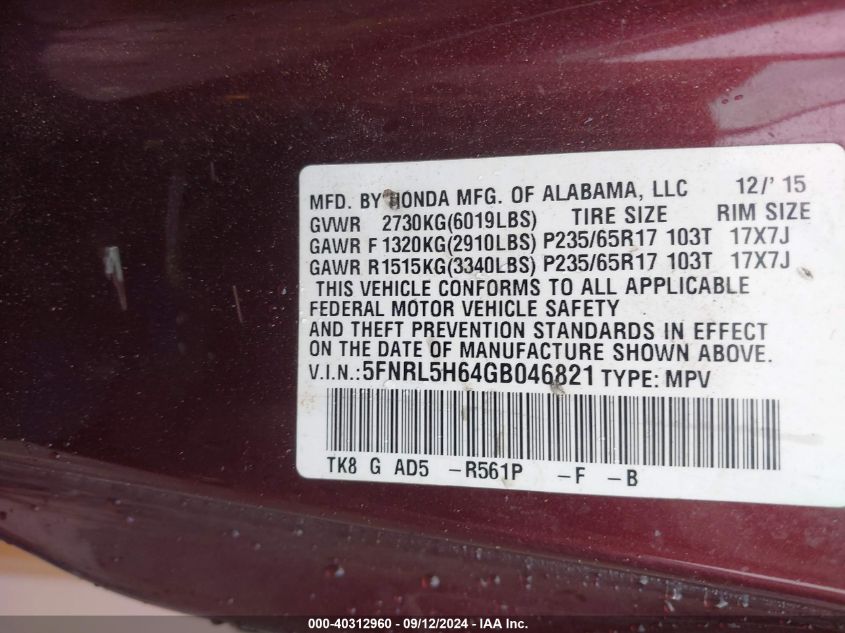 MFD. BY HONDA MFG. OF ALABAMA, LLC 12/'15
GVWR 2730KG(6019LBS) TIRE SIZE RIM SIZE
GAWR F 1320KG(2910LBS) P235/65R17 103T 17X7J
GAWR R1515KG(3340LBS) P235/65R17 103T 17X7J
THIS VEHICLE CONFORMS TO ALL APPLICABLE
FEDERAL MOTOR VEHICLE SAFETY
AND THEFT PREVENTION STANDARDS IN EFFECT
ON THE DATE OF MANUFACTURE SHOWN ABOVE.
V.I.N.:5FNRL5H64GB046821 TYPE: MPV
TK8 G AD5 -R561P -F -B
000-40312960 - 09/12/2024 - IAA Inc.